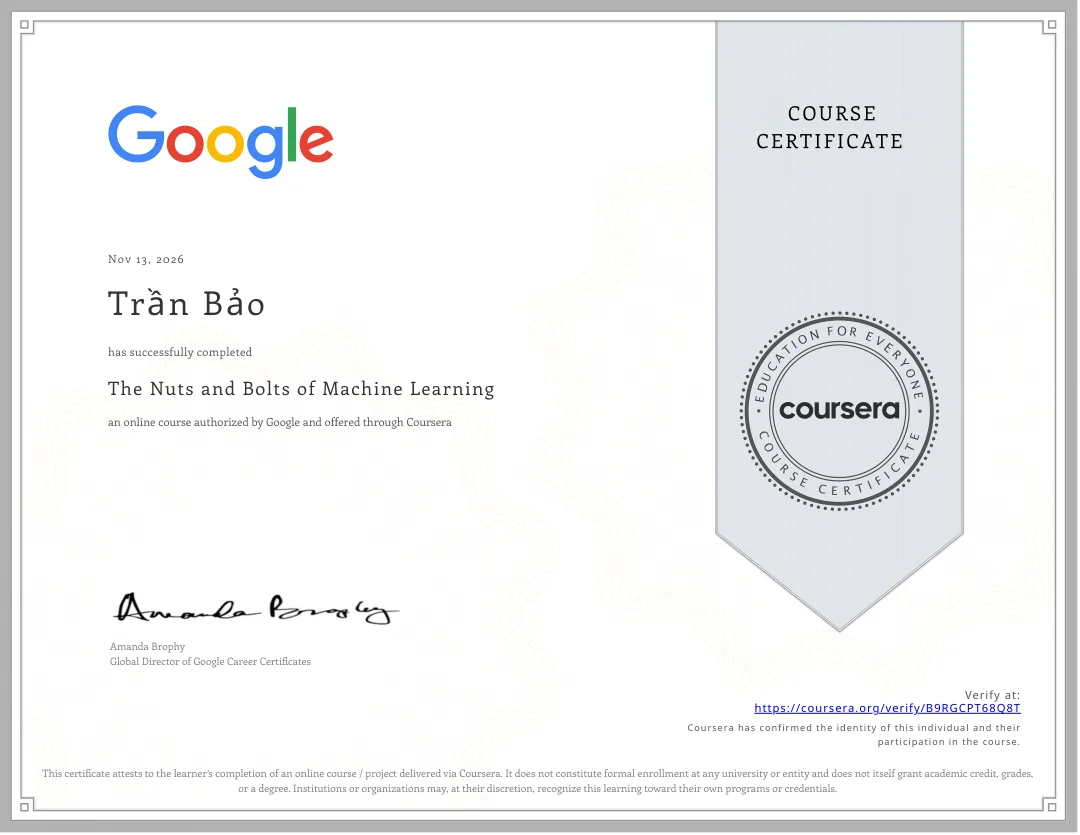 Google
COURSE
CERTIFICATE
Nov 13, 2026
Trần Bảo
has successfully completed
The Nuts and Bolts of Machine Learning
an online course authorized by Google and offered through Coursera
EDUCATION FOR EVERYONE
coursera
COURSE CERTIFICATE
Amanda Brophy
Amanda Brophy
Global Director of Google Career Certificates
Verify at:
https://coursera.org/verify/B9RGCPT68Q8T
Coursera has confirmed the identity of this individual and their
participation in the course.
This certificate attests to the learner's completion of an online course / project delivered via Coursera. It does not constitute formal enrollment at any university or entity and does not itself grant academic credit, grades,
or a degree. Institutions or organizations may, at their discretion, recognize this learning toward their own programs or credentials.